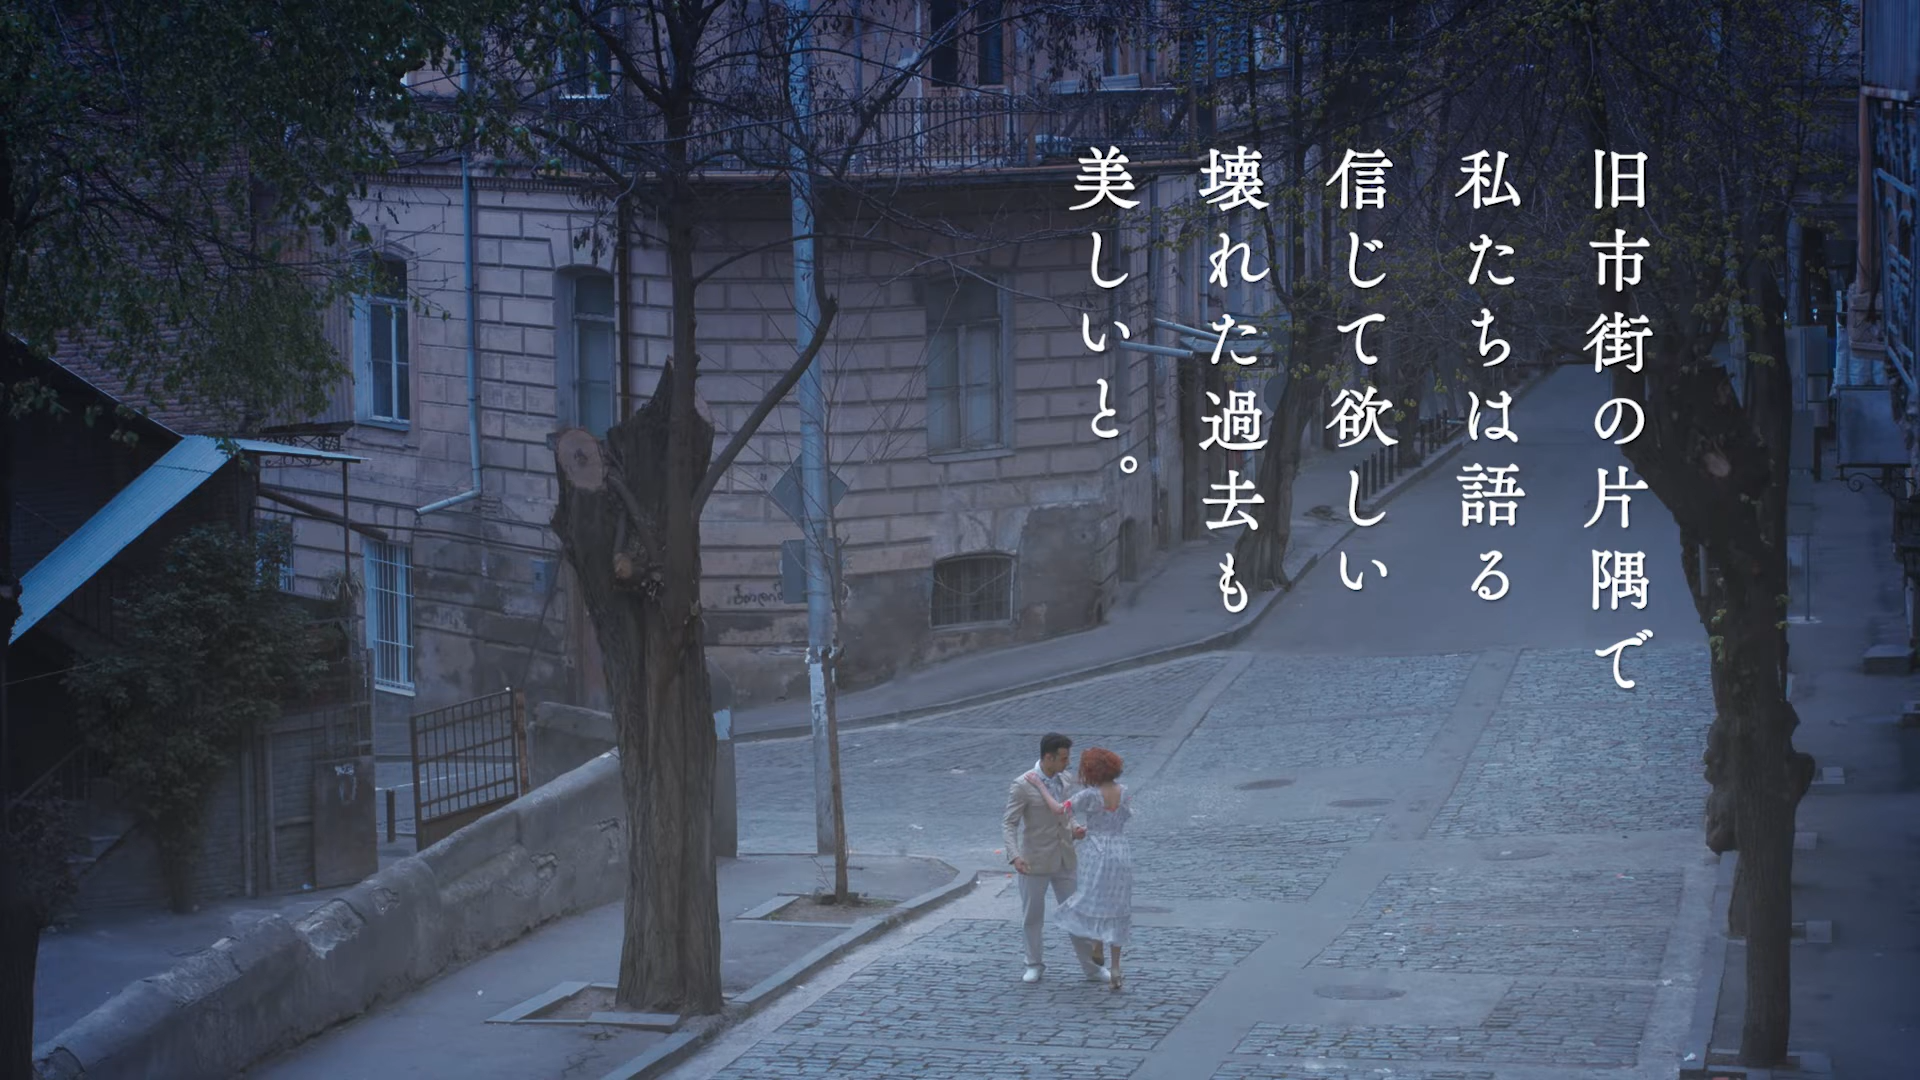 旧市街の片隅で
私たちは語る
信じて欲しい
壊れた過去も
美しいと。